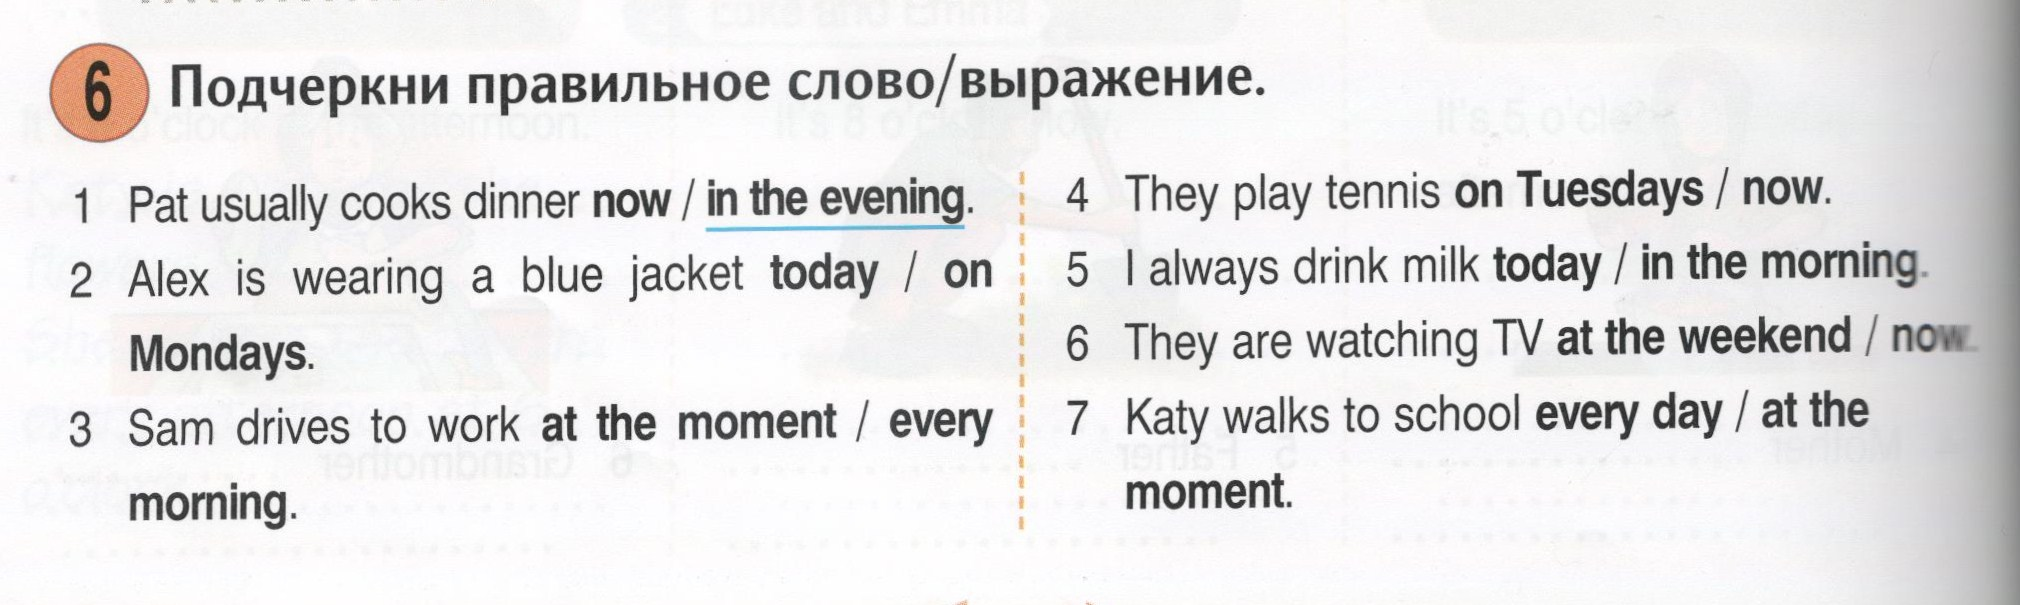 6 Подчеркни правильное слово/выражение.
1 Pat usually cooks dinner now / in the evening.
2 Alex is wearing a blue jacket today / on
Mondays.
3 Sam drives to work at the moment / every
morning.
4 They play tennis on Tuesdays / now.
5 I always drink milk today / in the morning.
6 They are watching TV at the weekend / now.
7 Katy walks to school every day / at the
moment.